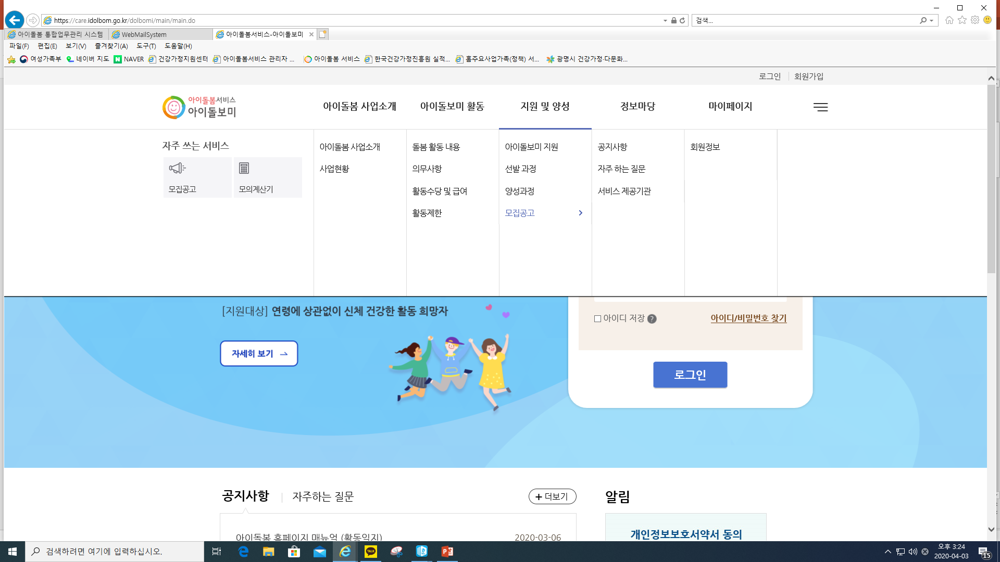 https://care.idolbom.go.kr/dolbomi/main/main.do
검색...
아이돌봄 통합업무관리 시스템
WebMailSystem
아이돌봄서비스-아이돌보미
파일(F) 편집(E) 보기(V) 즐겨찾기(A) 도구(T) 도움말(H)
여성가족부 네이버 지도 NAVER 건강가정지원센터 아이돌봄서비스 관리자 ... 아이돌봄 서비스 한국건강가정진흥원 실적... 홈주요사업가족(정책) 서... 광명시 건강가정·다문화...
로그인 회원가입
아이돌봄서비스
아이돌보미
아이돌봄 사업소개 아이돌보미 활동 지원 및 양성 정보마당 마이페이지
자주 쓰는 서비스
모집공고 모의계산기
아이돌봄 사업소개
사업현황
돌봄 활동 내용
의무사항
활동수당 및 급여
활동제한
아이돌보미 지원
선발 과정
양성과정
모집공고
공지사항
자주 하는 질문
서비스 제공기관
회원정보
[지원대상] 연령에 상관없이 신체 건강한 활동 희망자
자세히 보기
아이디 저장 ?
아이디/비밀번호 찾기
로그인
공지사항 자주하는 질문 + 더보기
아이돌봄 홈페이지 매뉴얼 (활동일지) 2020-03-06
알림
개인정보보호서약서 동의
검색하려면 여기에 입력하십시오.
TALK
오후 3:24
2020-04-03
15